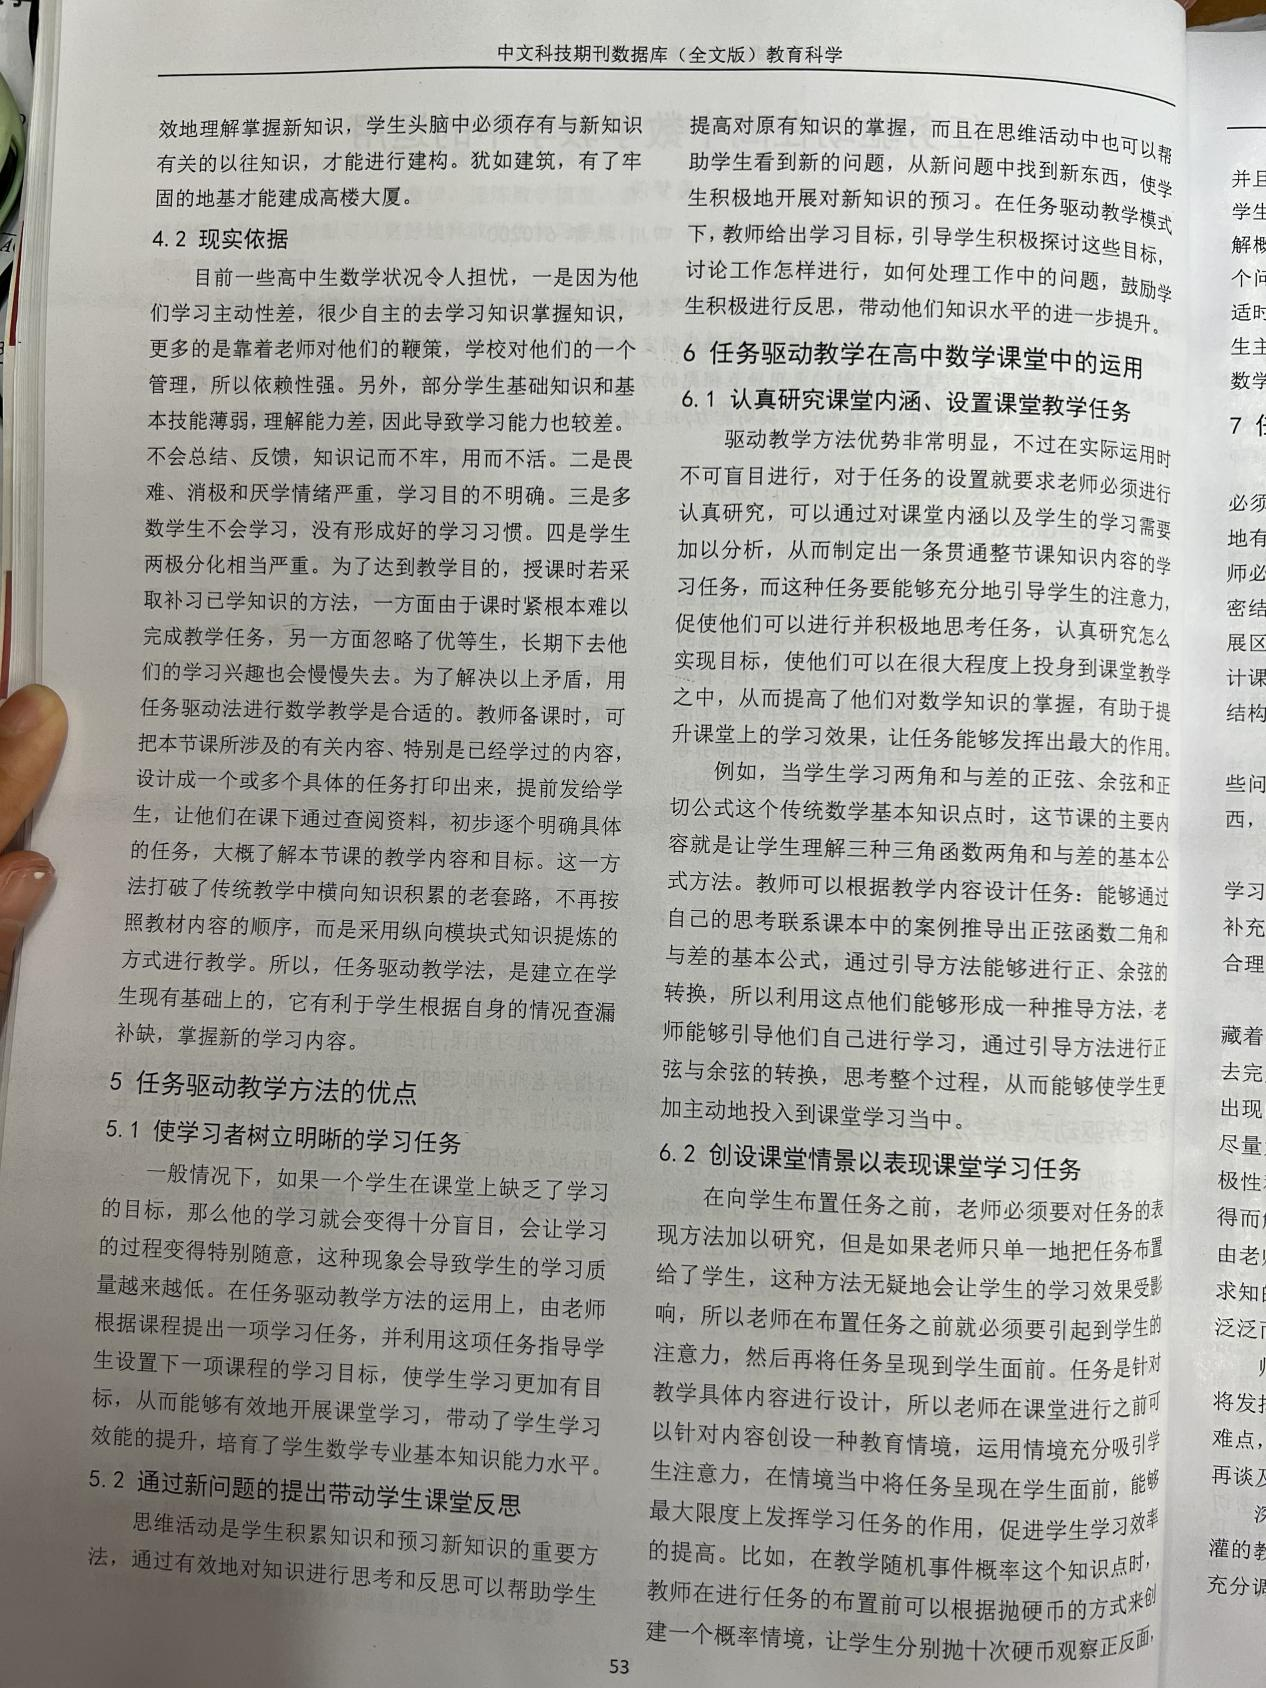 中文科技期刊数据库（全文版）教育科学
效地理解掌握新知识，学生头脑中必须存有与新知识
有关的以往知识，才能进行建构。犹如建筑，有了牢
固的地基才能建成高楼大厦。
4.2 现实依据
目前一些高中生数学状况令人担忧，一是因为他
们学习主动性差，很少自主的去学习知识掌握知识，
更多的是靠着老师对他们的鞭策，学校对他们的一个
管理，所以依赖性强。另外，部分学生基础知识和基
本技能薄弱，理解能力差，因此导致学习能力也较差。
不会总结、反馈，知识记而不牢，用而不活。二是畏
难、消极和厌学情绪严重，学习目的不明确。三是多
数学生不会学习，没有形成好的学习习惯。四是学生
两极分化相当严重。为了达到教学目的，授课时若采
取补习已学知识的方法，一方面由于课时紧根本难以
完成教学任务，另一方面忽略了优等生，长期下去他
们的学习兴趣也会慢慢失去。为了解决以上矛盾，用
任务驱动法进行数学教学是合适的。教师备课时，可
把本节课所涉及的有关内容、特别是已经学过的内容，
设计成一个或多个具体的任务打印出来，提前发给学
生，让他们在课下通过查阅资料，初步逐个明确具体
的任务，大概了解本节课的教学内容和目标。这一方
法打破了传统教学中横向知识积累的老套路，不再按
照教材内容的顺序，而是采用纵向模块式知识提炼的
方式进行教学。所以，任务驱动教学法，是建立在学
生现有基础上的，它有利于学生根据自身的情况查漏
补缺，掌握新的学习内容。
5 任务驱动教学方法的优点
5.1 使学习者树立明晰的学习任务
一般情况下，如果一个学生在课堂上缺乏了学习
的目标，那么他的学习就会变得十分盲目，会让学习
的过程变得特别随意，这种现象会导致学生的学习质
量越来越低。在任务驱动教学方法的运用上，由老师
根据课程提出一项学习任务，并利用这项任务指导学
生设置下一项课程的学习目标，使学生学习更加有目
标，从而能够有效地开展课堂学习，带动了学生学习
效能的提升，培育了学生数学专业基本知识能力水平。
5.2 通过新问题的提出带动学生课堂反思
思维活动是学生积累知识和预习新知识的重要方
法，通过有效地对知识进行思考和反思可以帮助学生
提高对原有知识的掌握，而且在思维活动中也可以帮
助学生看到新的问题，从新问题中找到新东西，使学
生积极地开展对新知识的预习。在任务驱动教学模式
下，教师给出学习目标，引导学生积极探讨这些目标，
讨论工作怎样进行，如何处理工作中的问题，鼓励学
生积极进行反思，带动他们知识水平的进一步提升。
6 任务驱动教学在高中数学课堂中的运用
6.1 认真研究课堂内涵、设置课堂教学任务
驱动教学方法优势非常明显，不过在实际运用时
不可盲目进行，对于任务的设置就要求老师必须进行
认真研究，可以通过对课堂内涵以及学生的学习需要
加以分析，从而制定出一条贯通整节课知识内容的学
习任务，而这种任务要能够充分地引导学生的注意力，
促使他们可以进行并积极地思考任务，认真研究怎么
实现目标，使他们可以在很大程度上投身到课堂教学
之中，从而提高了他们对数学知识的掌握，有助于提
升课堂上的学习效果，让任务能够发挥出最大的作用。
例如，当学生学习两角和与差的正弦、余弦和正
切公式这个传统数学基本知识点时，这节课的主要内
容就是让学生理解三种三角函数两角和与差的基本公
式方法。教师可以根据教学内容设计任务：能够通过
自己的思考联系课本中的案例推导出正弦函数二角和
与差的基本公式，通过引导方法能够进行正、余弦的
转换，所以利用这点他们能够形成一种推导方法，老
师能够引导他们自己进行学习，通过引导方法进行正
弦与余弦的转换，思考整个过程，从而能够使学生更
加主动地投入到课堂学习当中。
6.2 创设课堂情景以表现课堂学习任务
在向学生布置任务之前，老师必须要对任务的表
现方法加以研究，但是如果老师只单一地把任务布置
给了学生，这种方法无疑地会让学生的学习效果受影
响，所以老师在布置任务之前就必须要引起到学生的
注意力，然后再将任务呈现到学生面前。任务是针对
教学具体内容进行设计，所以老师在课堂进行之前可
以针对内容创设一种教育情境，运用情境充分吸引学
生注意力，在情境当中将任务呈现在学生面前，能够
最大限度上发挥学习任务的作用，促进学生学习效率
的提高。比如，在教学随机事件概率这个知识点时，
教师在进行任务的布置前可以根据抛硬币的方式来创
建一个概率情境，让学生分别抛十次硬币观察正反面，
53
并且
学生
解概
个问
适时
生主
数学
7 任
必须
地有
师必
密结
展区
计课
结构
些问
西，
学习
补充
合理
藏着
去完
出现
尽量
极性
得而
由老师
求知的
泛泛而
将发挥
难点，
再谈及
深
灌的教
充分调